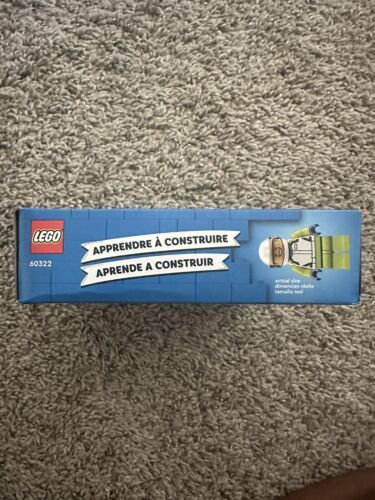 LEGO
60322
APPRENDRE À CONSTRUIRE
APRENDE A CONSTRUIR
actual size
dimension réelle
tamaño real